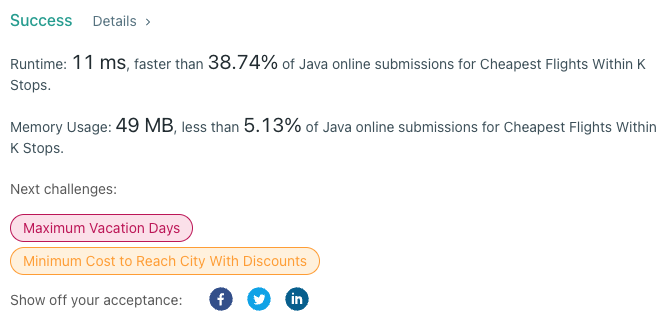 Success Details ›
Runtime: 11 ms, faster than 38.74% of Java online submissions for Cheapest Flights Within K
Stops.
Memory Usage: 49 MB, less than 5.13% of Java online submissions for Cheapest Flights Within
K Stops.
Next challenges:
Maximum Vacation Days
Minimum Cost to Reach City With Discounts
Show off your acceptance: f in